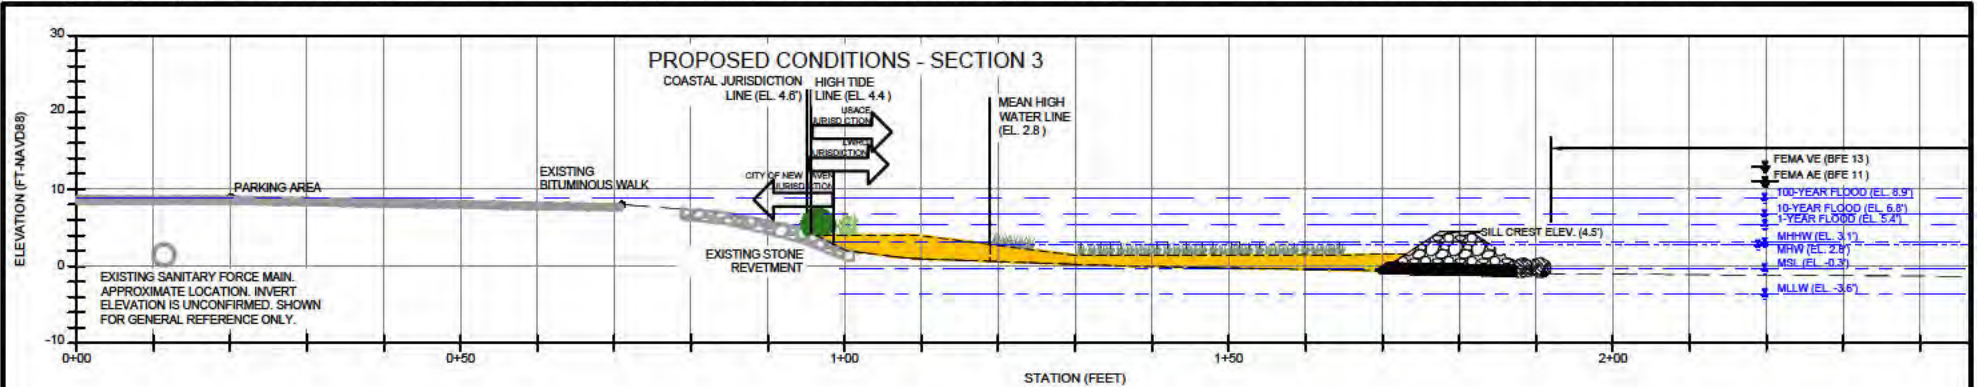 PROPOSED CONDITIONS - SECTION 3
30
20
10
0
-10
ELEVATION (FT-NAVD88)
COASTAL JURISDICTION
LINE (EL. 4.6')
HIGH TIDE
LINE (EL. 4.4 )
USACE
JURISDICTION
JURISDICTION
CITY OF NEW HAVEN
JURISDICTION
MEAN HIGH
WATER LINE
(EL. 2.8 )
PARKING AREA
EXISTING
BITUMINOUS WALK
EXISTING STONE
REVETMENT
EXISTING SANITARY FORCE MAIN.
APPROXIMATE LOCATION. INVERT
ELEVATION IS UNCONFIRMED. SHOWN
FOR GENERAL REFERENCE ONLY.
SILL CREST ELEV. (4.5')
FEMA VE (BFE 13 )
FEMA AE (BFE 11 )
100-YEAR FLOOD (EL. 8.9')
10-YEAR FLOOD (EL. 6.8')
1-YEAR FLOOD (EL. 5.4')
MHHW (EL. 3.1')
MHW (EL. 2.8')
MSL (EL. -0.3')
MLLW (EL. -3.6')
0+00
0+50
1+00
1+50
2+00
STATION (FEET)